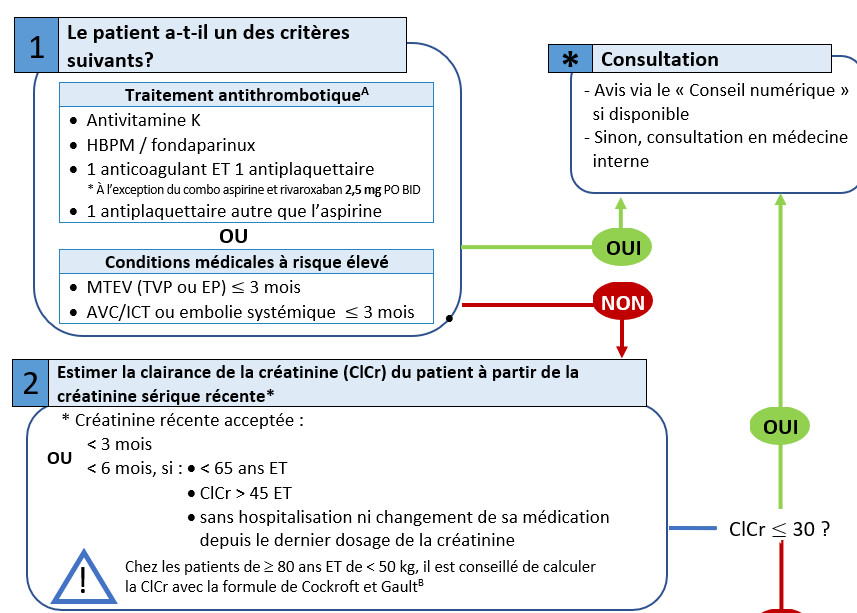 1
Le patient a-t-il un des critères
suivants?
Traitement antithrombotiqueᴬ
• Antivitamine K
• HBPM / fondaparinux
• 1 anticoagulant ET 1 antiplaquettaire
* À l'exception du combo aspirine et rivaroxaban 2,5 mg PO BID
• 1 antiplaquettaire autre que l'aspirine
OU
Conditions médicales à risque élevé
• MTEV (TVP ou EP) ≤ 3 mois
• AVC/ICT ou embolie systémique ≤ 3 mois
* Consultation
- Avis via le « Conseil numérique »
si disponible
- Sinon, consultation en médecine
interne
OUI
NON
2
Estimer la clairance de la créatinine (ClCr) du patient à partir de la
créatinine sérique récente*
* Créatinine récente acceptée :
< 3 mois
OU
< 6 mois, si : • < 65 ans ET
• ClCr > 45 ET
• sans hospitalisation ni changement de sa médication
depuis le dernier dosage de la créatinine
!
Chez les patients de ≥ 80 ans ET de < 50 kg, il est conseillé de calculer
la ClCr avec la formule de Cockroft et Gaultᴮ
OUI
ClCr ≤ 30 ?